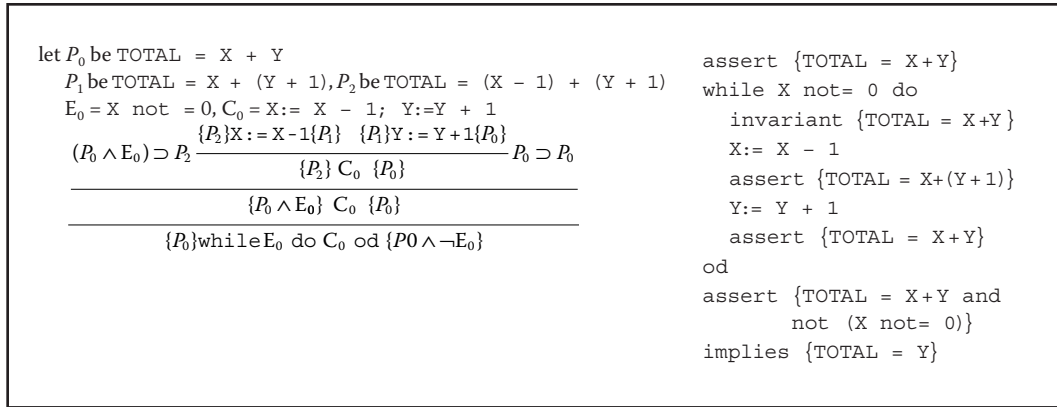 let P₀ be TOTAL = X + Y
P₁ be TOTAL = X + (Y + 1), P₂ be TOTAL = (X − 1) + (Y + 1)
E₀ = X not = 0, C₀ = X:= X − 1; Y:=Y + 1
{P₂}X := X-1{P₁} {P₁}Y := Y+1{P₀}
(P₀ ∧ E₀) ⊃ P₂ {P₂} C₀ {P₀} P₀ ⊃ P₀
{P₀ ∧ E₀} C₀ {P₀}
{P₀}while E₀ do C₀ od {P0 ∧ ¬E₀}
assert {TOTAL = X+Y}
while X not= 0 do
invariant {TOTAL = X+Y}
X:= X − 1
assert {TOTAL = X+(Y+1)}
Y:= Y + 1
assert {TOTAL = X+Y}
od
assert {TOTAL = X+Y and
not (X not= 0)}
implies {TOTAL = Y}